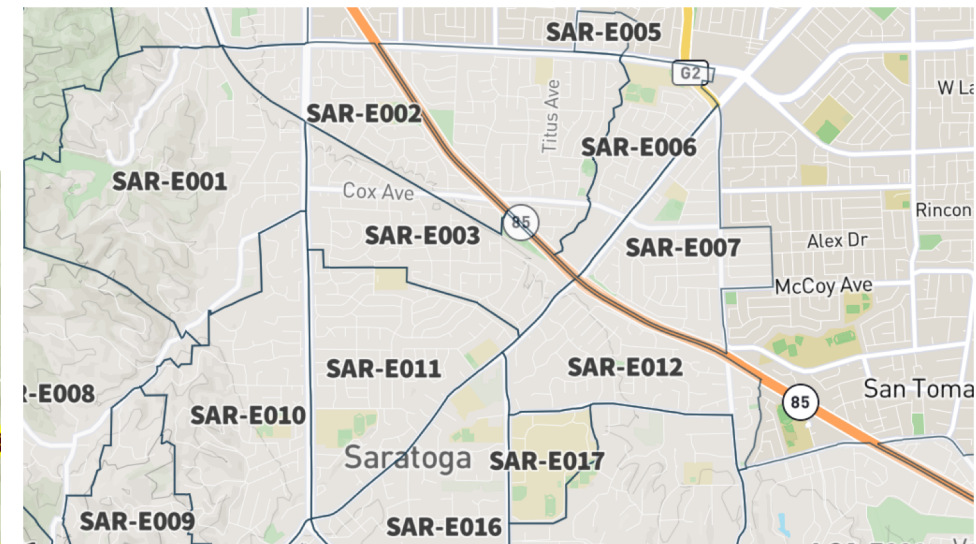 SAR-E005
G2
W La
SAR-E002
Titus Ave
SAR-E006
SAR-E001
Cox Ave
Rincon
85
SAR-E003
SAR-E007
Alex Dr
McCoy Ave
SAR-E011
SAR-E012
R-E008
San Toma
85
SAR-E010
Saratoga
SAR-E017
SAR-E009
SAR-E016